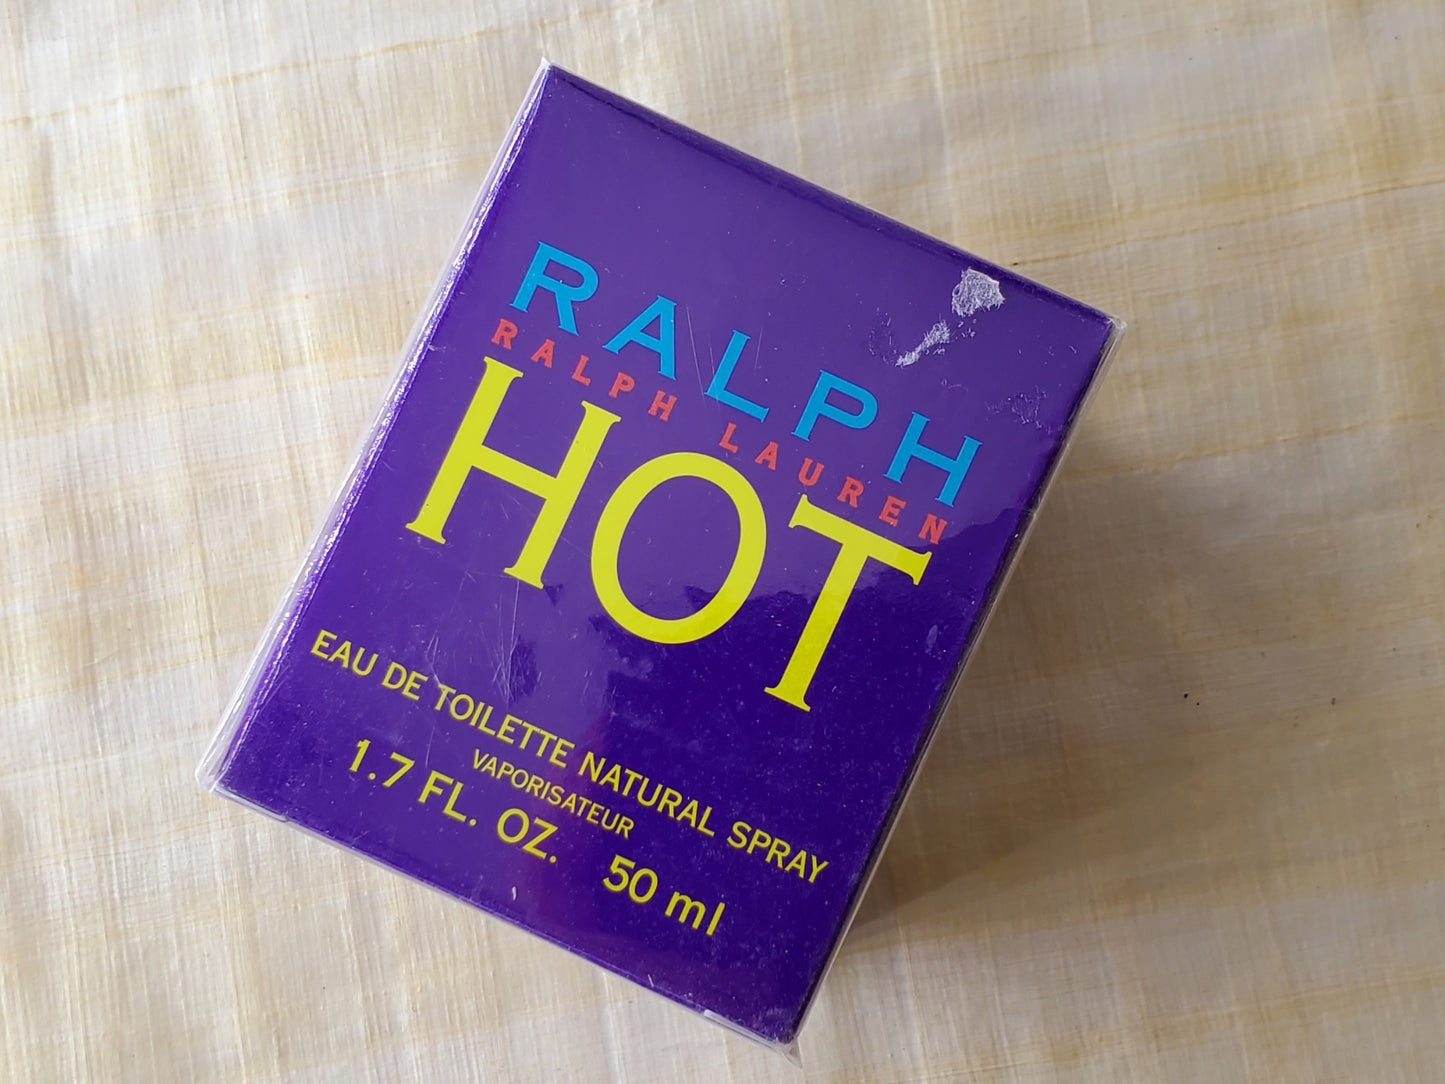 RALPH
RALPH LAUREN
HOT
EAU DE TOILETTE NATURAL SPRAY
VAPORISATEUR
1.7 FL. OZ. 50 ml